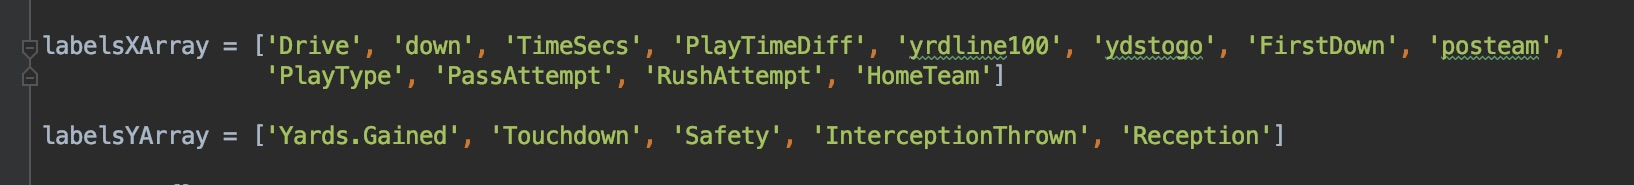 labelsXArray = ['Drive', 'down', 'TimeSecs', 'PlayTimeDiff', 'yrdline100', 'ydstogo', 'FirstDown', 'posteam',
'PlayType', 'PassAttempt', 'RushAttempt', 'HomeTeam']
labelsYArray = ['Yards.Gained', 'Touchdown', 'Safety', 'InterceptionThrown', 'Reception']